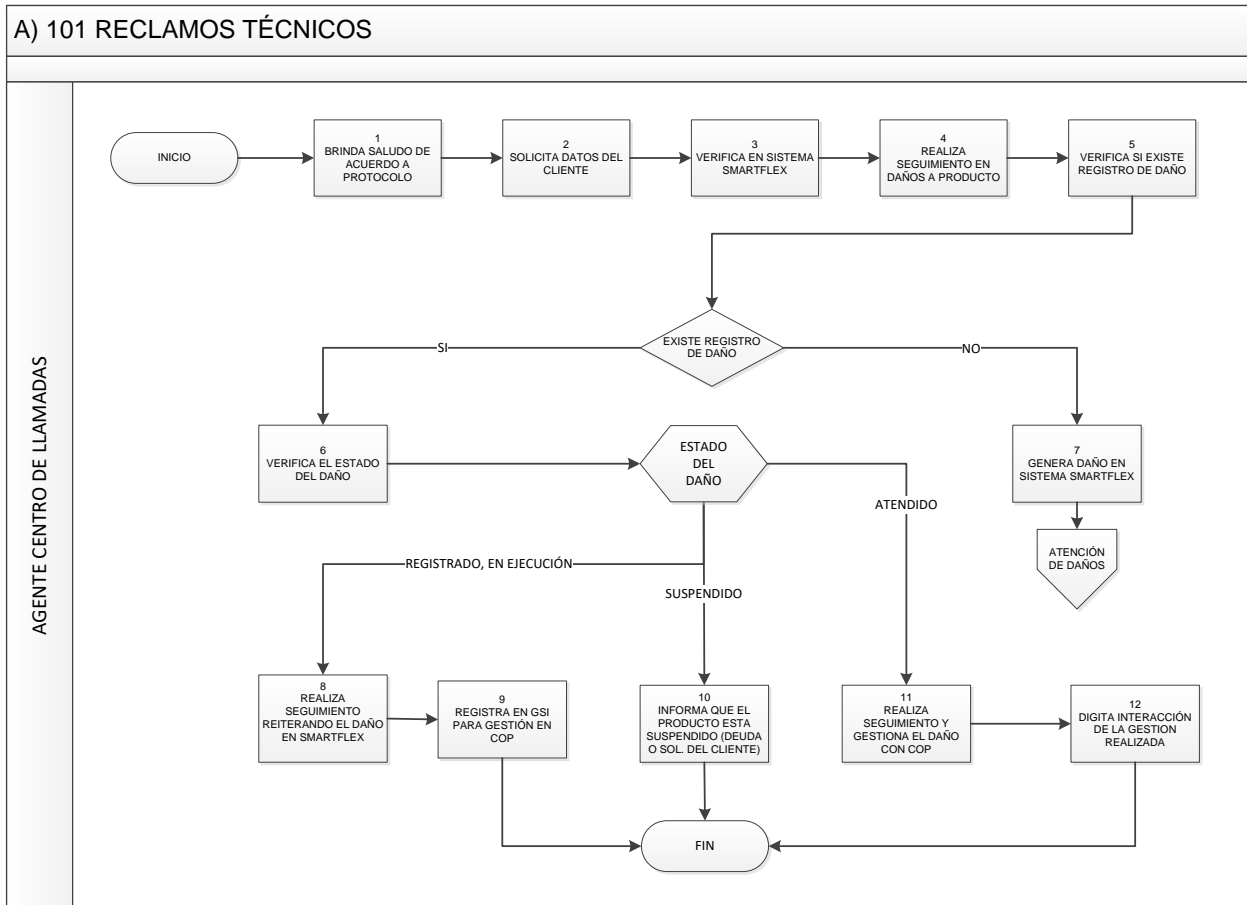 A) 101 RECLAMOS TÉCNICOS
AGENTE CENTRO DE LLAMADAS
INICIO
1
BRINDA SALUDO DE
ACUERDO A
PROTOCOLO
2
SOLICITA DATOS DEL
CLIENTE
3
VERIFICA EN SISTEMA
SMARTFLEX
4
REALIZA
SEGUIMIENTO EN
DAÑOS A PRODUCTO
5
VERIFICA SI EXISTE
REGISTRO DE DAÑO
EXISTE REGISTRO
DE DAÑO
SI
NO
6
VERIFICA EL ESTADO
DEL DAÑO
ESTADO
DEL
DAÑO
7
GENERA DAÑO EN
SISTEMA SMARTFLEX
ATENDIDO
ATENCIÓN
DE DAÑOS
REGISTRADO, EN EJECUCIÓN
SUSPENDIDO
8
REALIZA
SEGUIMIENTO
REITERANDO EL DAÑO
EN SMARTFLEX
9
REGISTRA EN GSI
PARA GESTIÓN EN
COP
10
INFORMA QUE EL
PRODUCTO ESTA
SUSPENDIDO (DEUDA
O SOL. DEL CLIENTE)
11
REALIZA
SEGUIMIENTO Y
GESTIONA EL DAÑO
CON COP
12
DIGITA INTERACCIÓN
DE LA GESTION
REALIZADA
FIN